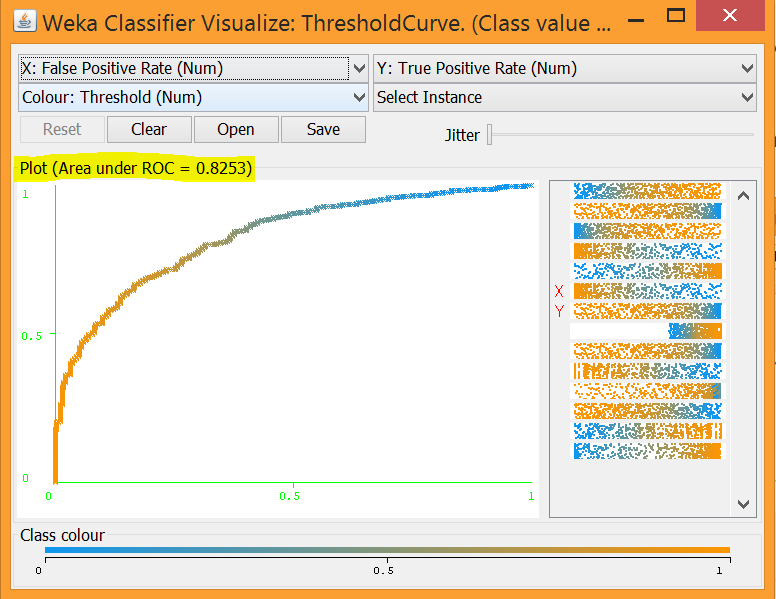 Weka Classifier Visualize: ThresholdCurve. (Class value ...
X: False Positive Rate (Num) Y: True Positive Rate (Num)
Colour: Threshold (Num) Select Instance
Reset Clear Open Save Jitter
Plot (Area under ROC = 0.8253)
1
X
Y
0.5
0
0 0.5 1
Class colour
0 0.5 1